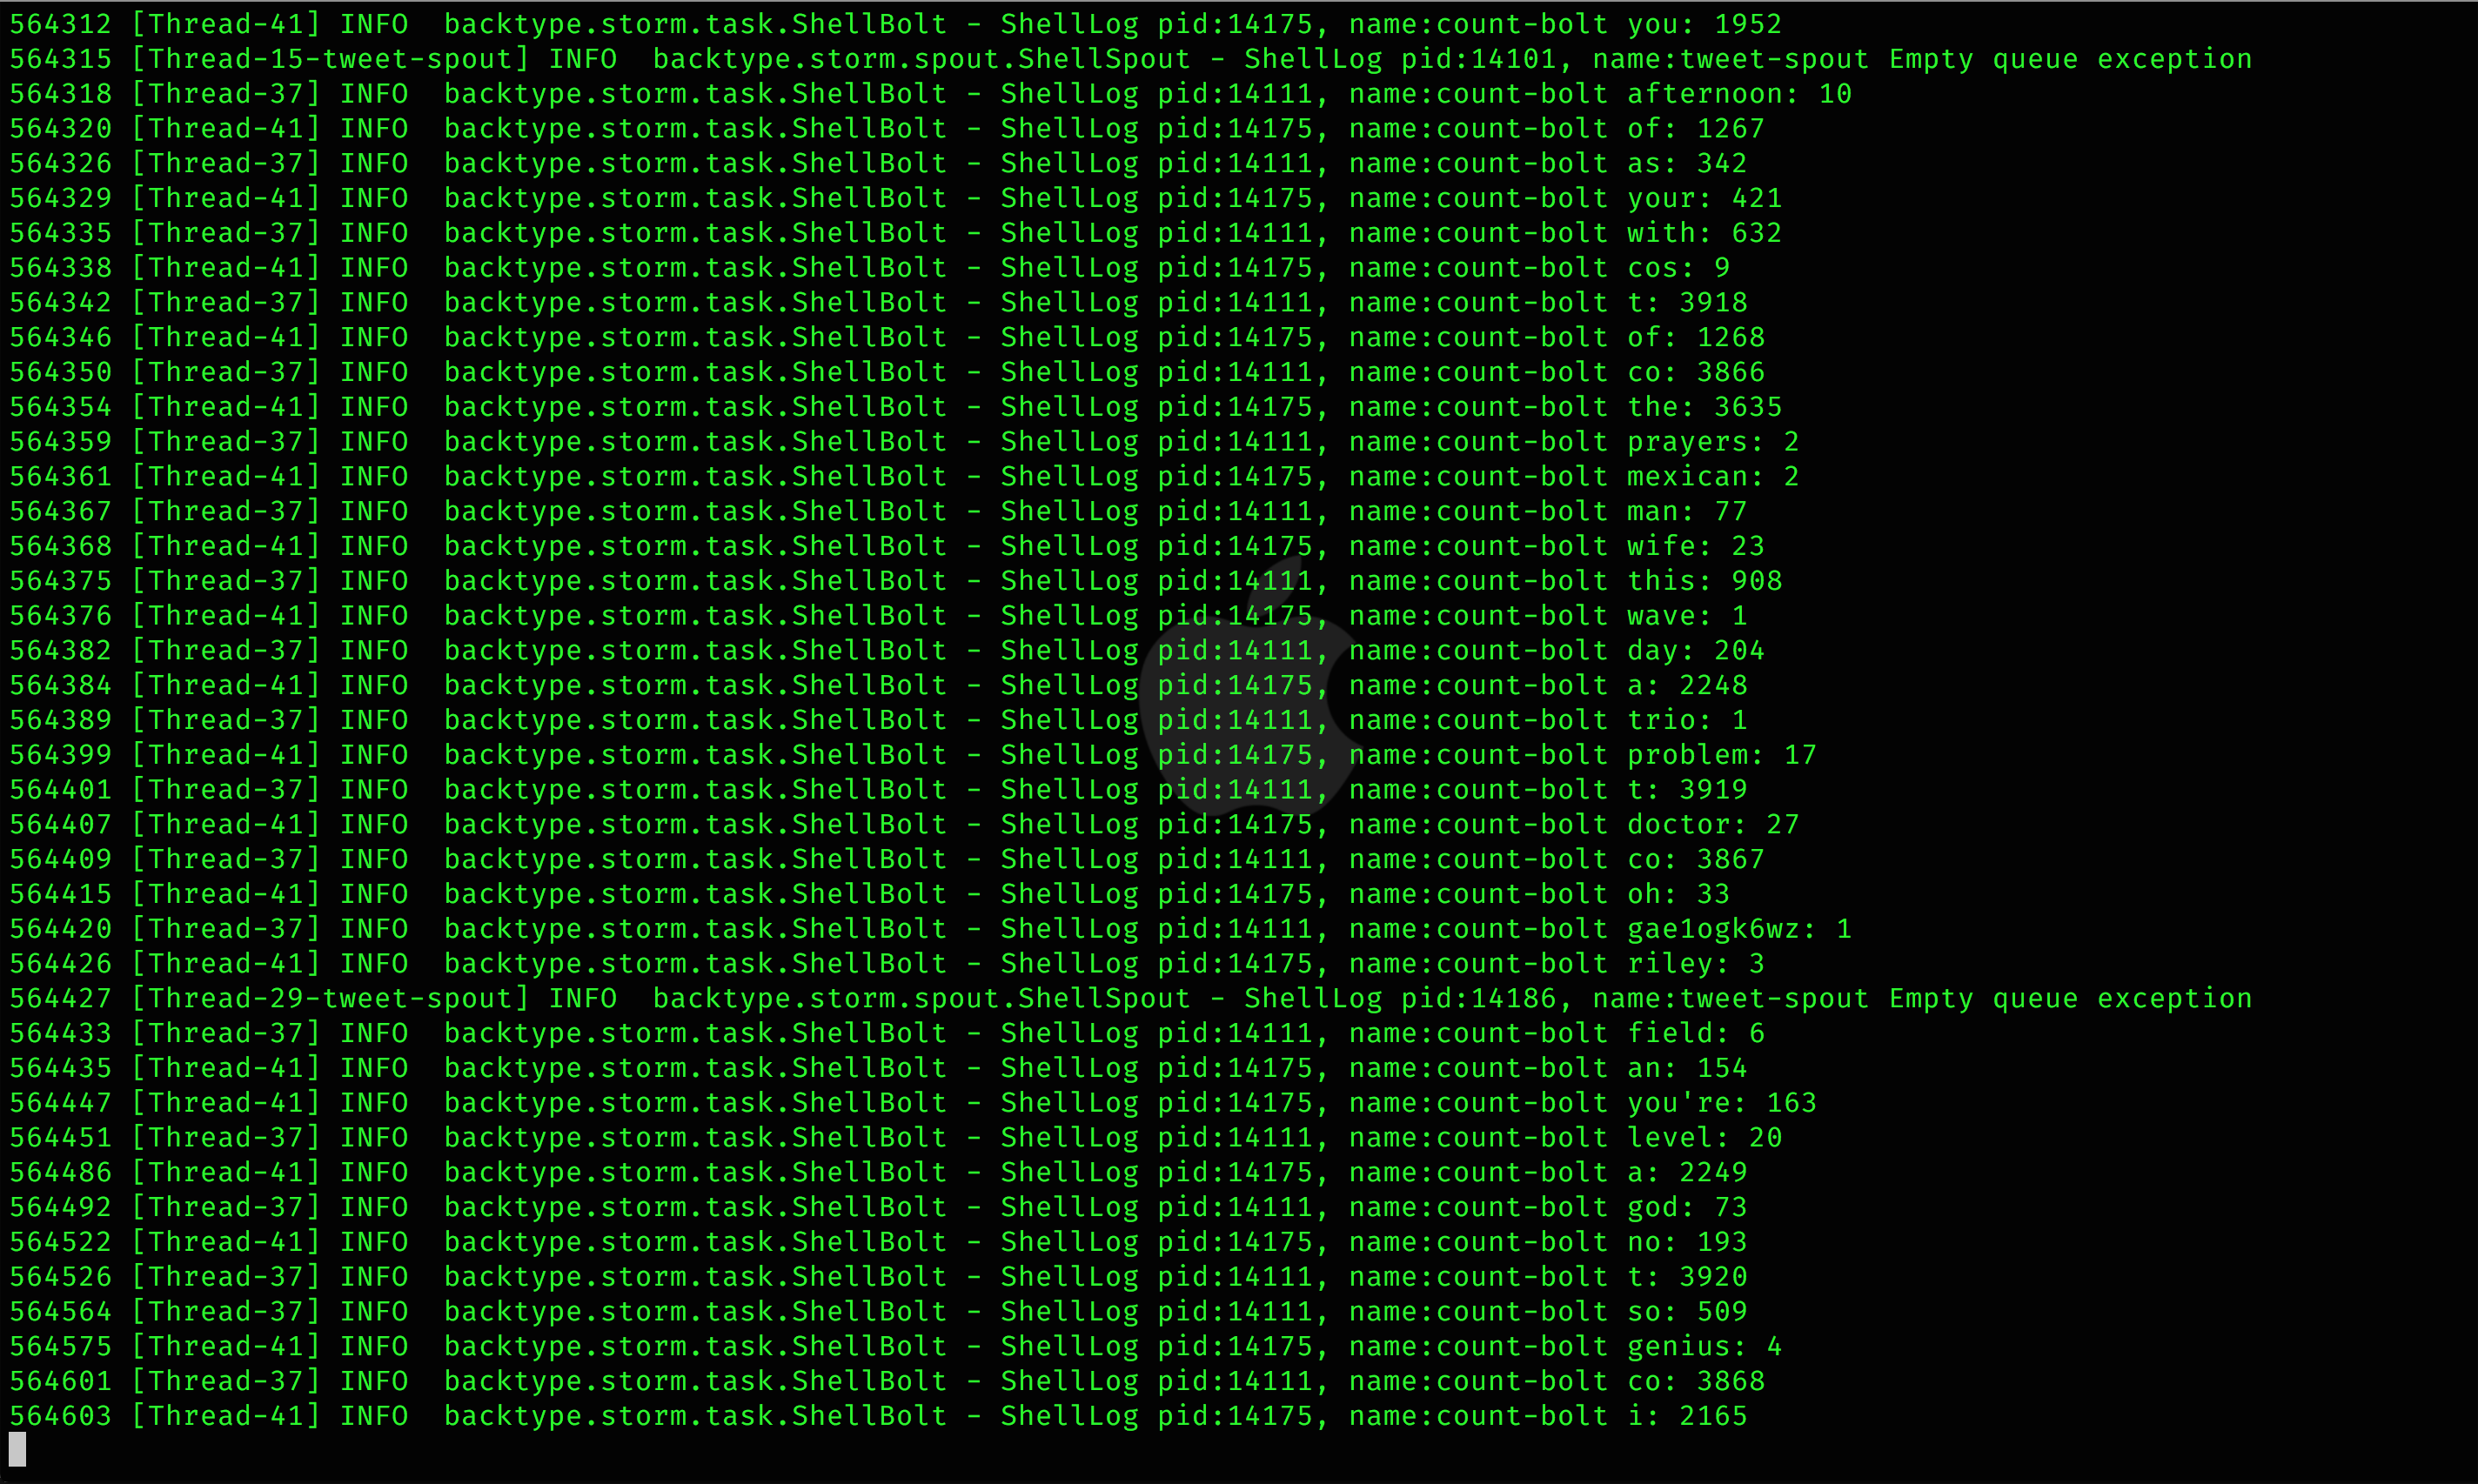 564312 [Thread-41] INFO  backtype.storm.task.ShellBolt - ShellLog pid:14175, name:count-bolt you: 1952
564315 [Thread-15-tweet-spout] INFO  backtype.storm.spout.ShellSpout - ShellLog pid:14101, name:tweet-spout Empty queue exception
564318 [Thread-37] INFO  backtype.storm.task.ShellBolt - ShellLog pid:14111, name:count-bolt afternoon: 10
564320 [Thread-41] INFO  backtype.storm.task.ShellBolt - ShellLog pid:14175, name:count-bolt of: 1267
564326 [Thread-37] INFO  backtype.storm.task.ShellBolt - ShellLog pid:14111, name:count-bolt as: 342
564329 [Thread-41] INFO  backtype.storm.task.ShellBolt - ShellLog pid:14175, name:count-bolt your: 421
564335 [Thread-37] INFO  backtype.storm.task.ShellBolt - ShellLog pid:14111, name:count-bolt with: 632
564338 [Thread-41] INFO  backtype.storm.task.ShellBolt - ShellLog pid:14175, name:count-bolt cos: 9
564342 [Thread-37] INFO  backtype.storm.task.ShellBolt - ShellLog pid:14111, name:count-bolt t: 3918
564346 [Thread-41] INFO  backtype.storm.task.ShellBolt - ShellLog pid:14175, name:count-bolt of: 1268
564350 [Thread-37] INFO  backtype.storm.task.ShellBolt - ShellLog pid:14111, name:count-bolt co: 3866
564354 [Thread-41] INFO  backtype.storm.task.ShellBolt - ShellLog pid:14175, name:count-bolt the: 3635
564359 [Thread-37] INFO  backtype.storm.task.ShellBolt - ShellLog pid:14111, name:count-bolt prayers: 2
564361 [Thread-41] INFO  backtype.storm.task.ShellBolt - ShellLog pid:14175, name:count-bolt mexican: 2
564367 [Thread-37] INFO  backtype.storm.task.ShellBolt - ShellLog pid:14111, name:count-bolt man: 77
564368 [Thread-41] INFO  backtype.storm.task.ShellBolt - ShellLog pid:14175, name:count-bolt wife: 23
564375 [Thread-37] INFO  backtype.storm.task.ShellBolt - ShellLog pid:14111, name:count-bolt this: 908
564376 [Thread-41] INFO  backtype.storm.task.ShellBolt - ShellLog pid:14175, name:count-bolt wave: 1
564382 [Thread-37] INFO  backtype.storm.task.ShellBolt - ShellLog pid:14111, name:count-bolt day: 204
564384 [Thread-41] INFO  backtype.storm.task.ShellBolt - ShellLog pid:14175, name:count-bolt a: 2248
564389 [Thread-37] INFO  backtype.storm.task.ShellBolt - ShellLog pid:14111, name:count-bolt trio: 1
564399 [Thread-41] INFO  backtype.storm.task.ShellBolt - ShellLog pid:14175, name:count-bolt problem: 17
564401 [Thread-37] INFO  backtype.storm.task.ShellBolt - ShellLog pid:14111, name:count-bolt t: 3919
564407 [Thread-41] INFO  backtype.storm.task.ShellBolt - ShellLog pid:14175, name:count-bolt doctor: 27
564409 [Thread-37] INFO  backtype.storm.task.ShellBolt - ShellLog pid:14111, name:count-bolt co: 3867
564415 [Thread-41] INFO  backtype.storm.task.ShellBolt - ShellLog pid:14175, name:count-bolt oh: 33
564420 [Thread-37] INFO  backtype.storm.task.ShellBolt - ShellLog pid:14111, name:count-bolt gae1ogk6wz: 1
564426 [Thread-41] INFO  backtype.storm.task.ShellBolt - ShellLog pid:14175, name:count-bolt riley: 3
564427 [Thread-29-tweet-spout] INFO  backtype.storm.spout.ShellSpout - ShellLog pid:14186, name:tweet-spout Empty queue exception
564433 [Thread-37] INFO  backtype.storm.task.ShellBolt - ShellLog pid:14111, name:count-bolt field: 6
564435 [Thread-41] INFO  backtype.storm.task.ShellBolt - ShellLog pid:14175, name:count-bolt an: 154
564447 [Thread-41] INFO  backtype.storm.task.ShellBolt - ShellLog pid:14175, name:count-bolt you're: 163
564451 [Thread-37] INFO  backtype.storm.task.ShellBolt - ShellLog pid:14111, name:count-bolt level: 20
564486 [Thread-41] INFO  backtype.storm.task.ShellBolt - ShellLog pid:14175, name:count-bolt a: 2249
564492 [Thread-37] INFO  backtype.storm.task.ShellBolt - ShellLog pid:14111, name:count-bolt god: 73
564522 [Thread-41] INFO  backtype.storm.task.ShellBolt - ShellLog pid:14175, name:count-bolt no: 193
564526 [Thread-37] INFO  backtype.storm.task.ShellBolt - ShellLog pid:14111, name:count-bolt t: 3920
564564 [Thread-37] INFO  backtype.storm.task.ShellBolt - ShellLog pid:14111, name:count-bolt so: 509
564575 [Thread-41] INFO  backtype.storm.task.ShellBolt - ShellLog pid:14175, name:count-bolt genius: 4
564601 [Thread-37] INFO  backtype.storm.task.ShellBolt - ShellLog pid:14111, name:count-bolt co: 3868
564603 [Thread-41] INFO  backtype.storm.task.ShellBolt - ShellLog pid:14175, name:count-bolt i: 2165